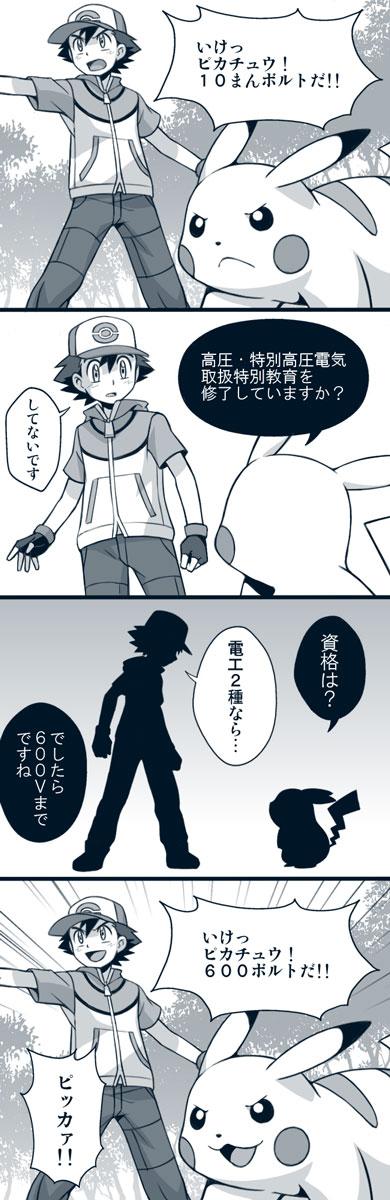 いけっ
ピカチュウ！
１０まんボルトだ!!
高圧・特別高圧電気
取扱特別教育を
修了していますか？
してないです
資格は？
電工２種なら…
でしたら
６００Ｖまで
ですね
いけっ
ピカチュウ！
６００ボルトだ!!
ピッカァ!!